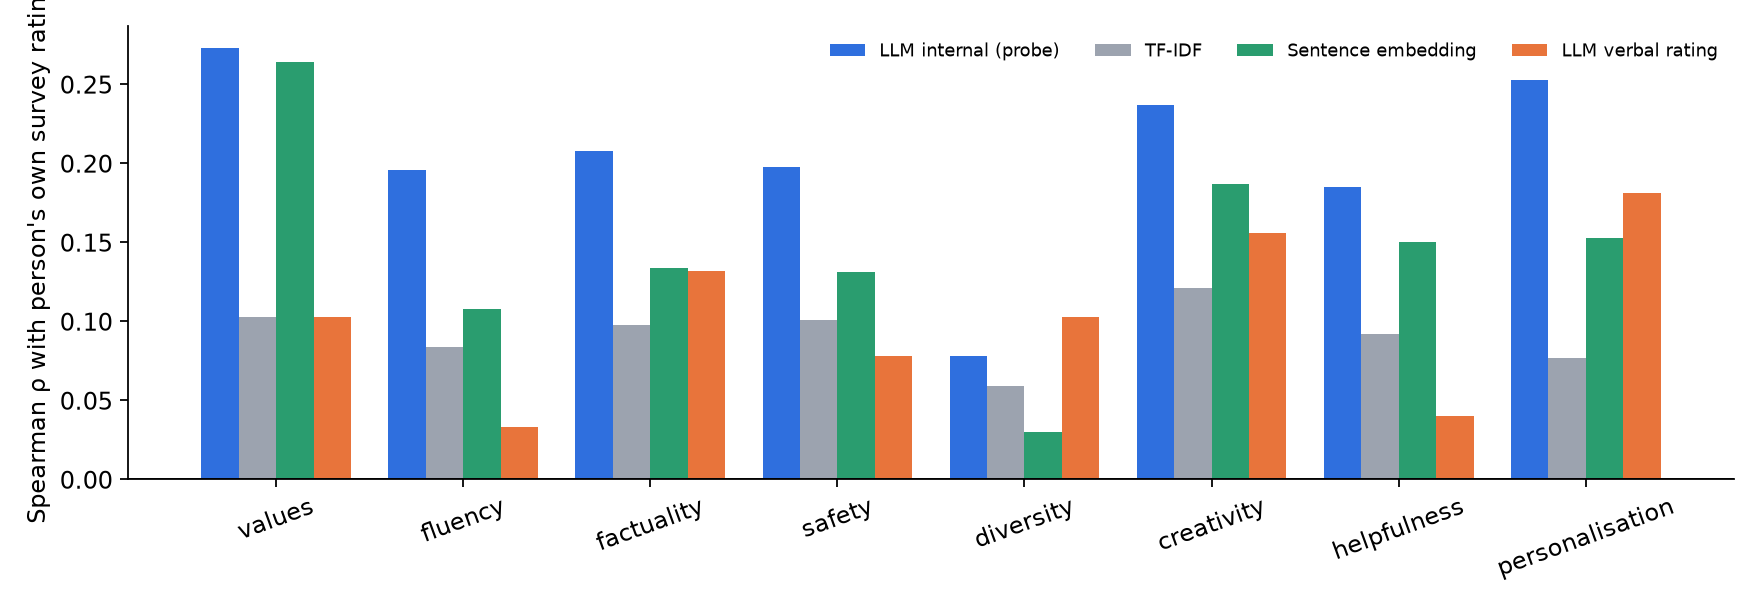 Spearman ρ with person's own survey ratin
LLM internal (probe)
TF-IDF
Sentence embedding
LLM verbal rating
0.25
0.20
0.15
0.10
0.05
0.00
values
fluency
factuality
safety
diversity
creativity
helpfulness
personalisation